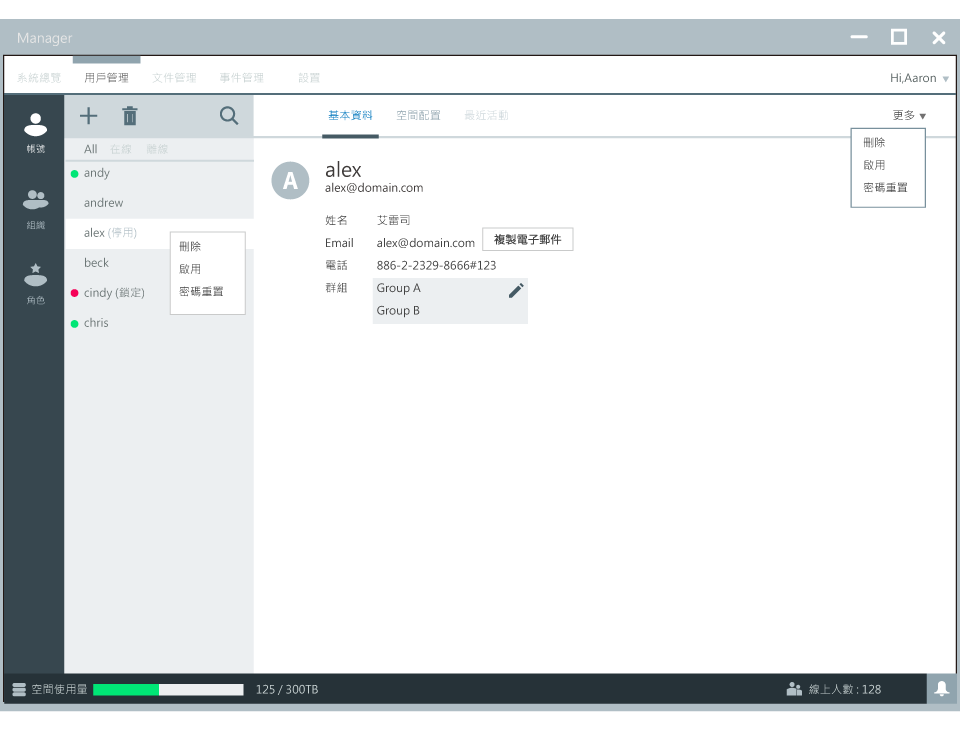 Manager
系統總覽 用戶管理 文件管理 事件管理 設置 Hi,Aaron
基本資料 空間配置 最近活動 更多
帳號
組織
角色
All 在線 離線
andy
andrew
alex (停用)
beck
cindy (鎖定)
chris
刪除
啟用
密碼重置
A
alex
alex@domain.com
姓名 艾雷司
Email alex@domain.com 複製電子郵件
電話 886-2-2329-8666#123
群組 Group A
Group B
刪除
啟用
密碼重置
空間使用量 125 / 300TB 線上人數 : 128